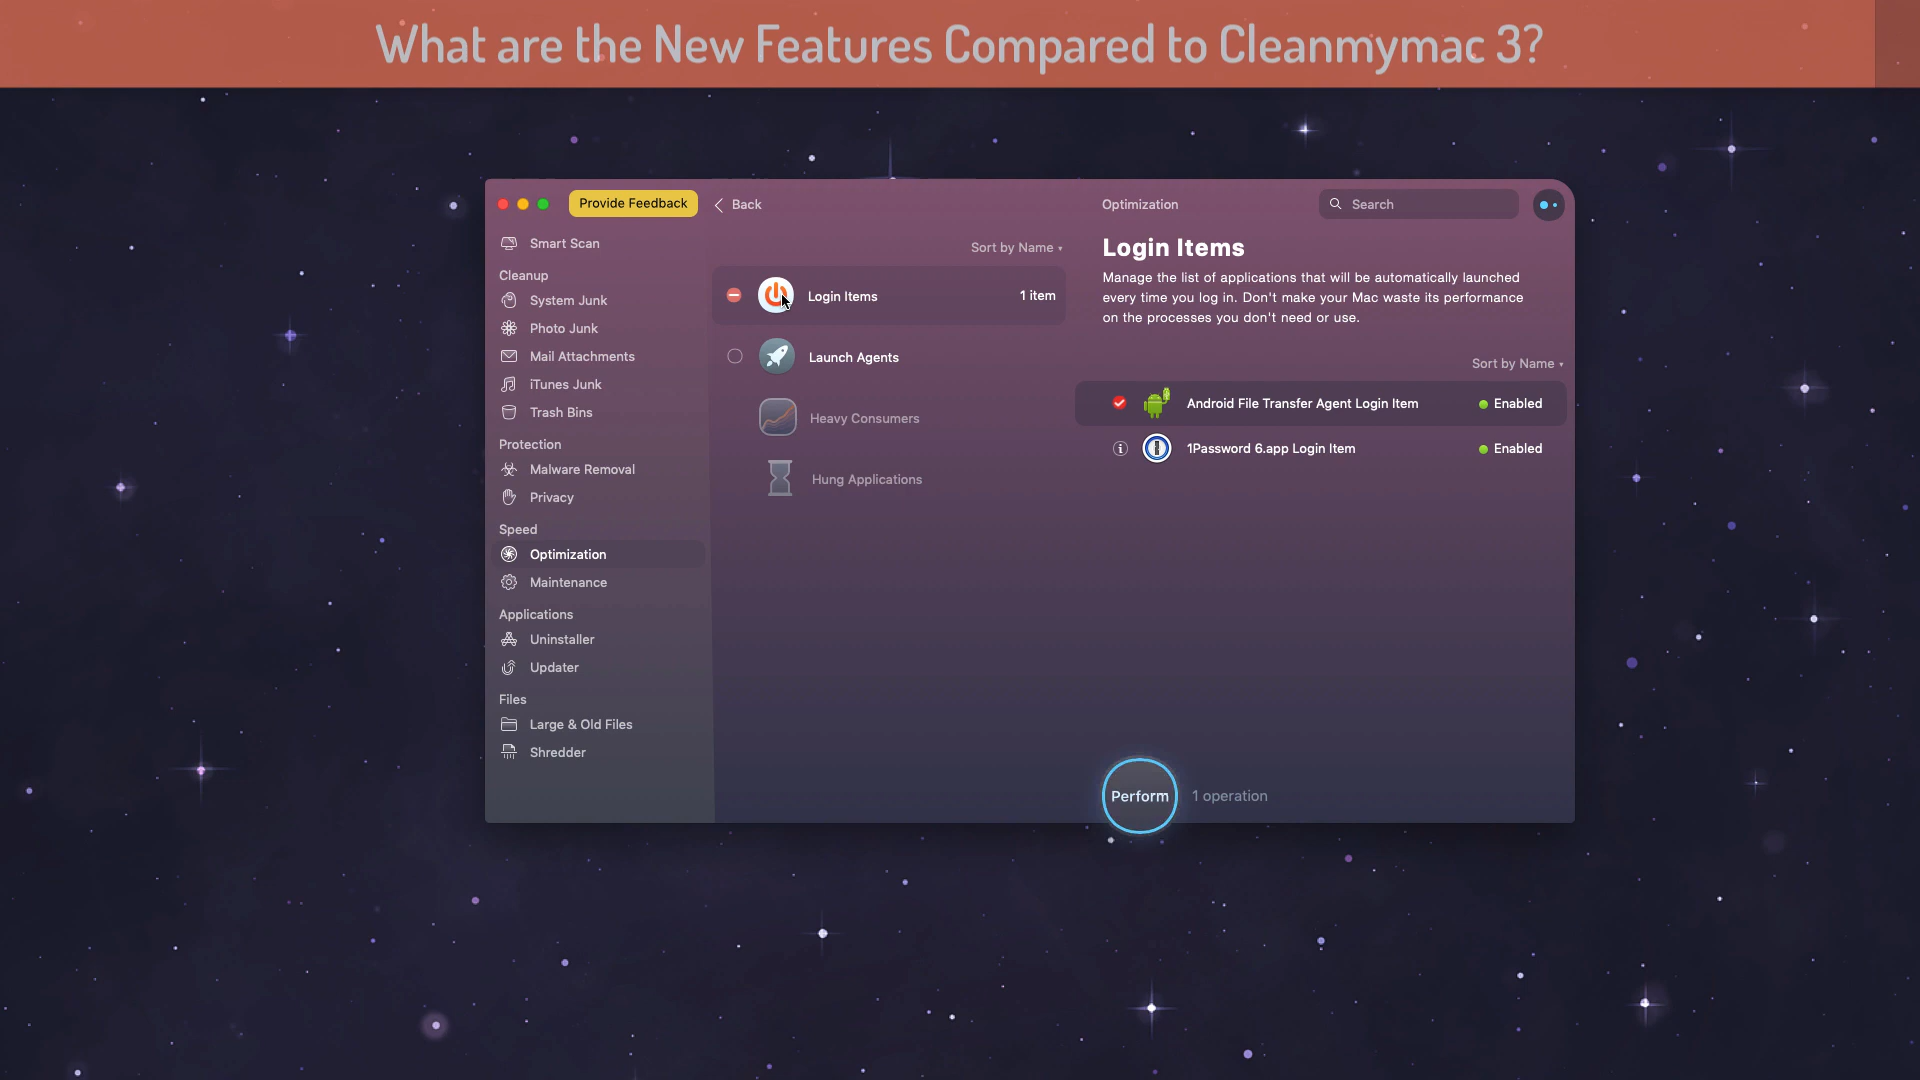 What are the New Features Compared to Cleanmymac 3?
Provide Feedback
Back
Optimization
Search
Smart Scan
Cleanup
System Junk
Photo Junk
Mail Attachments
iTunes Junk
Trash Bins
Protection
Malware Removal
Privacy
Speed
Optimization
Maintenance
Applications
Uninstaller
Updater
Files
Large & Old Files
Shredder
Sort by Name
Login Items
1 item
Launch Agents
Heavy Consumers
Hung Applications
Login Items
Manage the list of applications that will be automatically launched
every time you log in. Don't make your Mac waste its performance
on the processes you don't need or use.
Sort by Name
Android File Transfer Agent Login Item
Enabled
1Password 6.app Login Item
Enabled
Perform
1 operation